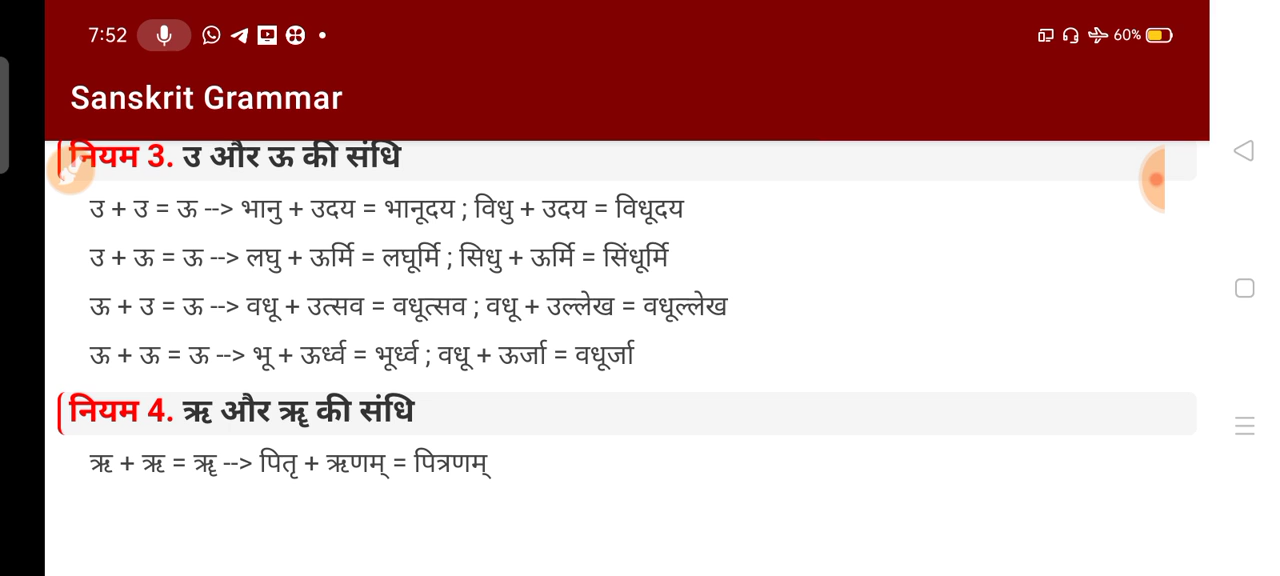 7:52
60%
Sanskrit Grammar
नियम 3. उ और ऊ की संधि
उ + उ = ऊ --> भानु + उदय = भानूदय ; विधु + उदय = विधूदय
उ + ऊ = ऊ --> लघु + ऊर्मि = लघूर्मि ; सिधु + ऊर्मि = सिंधूर्मि
ऊ + उ = ऊ --> वधू + उत्सव = वधूत्सव ; वधू + उल्लेख = वधूल्लेख
ऊ + ऊ = ऊ --> भू + ऊर्ध्व = भूर्ध्व ; वधू + ऊर्जा = वधूर्जा
नियम 4. ऋ और ॠ की संधि
ऋ + ऋ = ॠ --> पितृ + ऋणम् = पित्रणम्